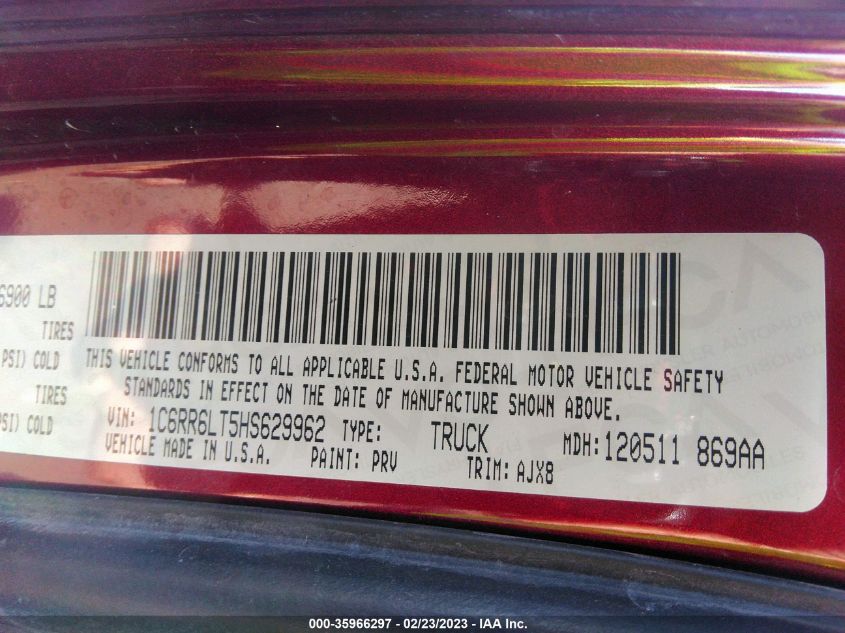 6900 LB
TIRES
PSI) COLD
TIRES
PSI) COLD
THIS VEHICLE CONFORMS TO ALL APPLICABLE U.S.A. FEDERAL MOTOR VEHICLE SAFETY
STANDARDS IN EFFECT ON THE DATE OF MANUFACTURE SHOWN ABOVE.
VIN: 1C6RR6LT5HS629962 TYPE: TRUCK MDH:120511 869AA
VEHICLE MADE IN U.S.A. PAINT: PRV TRIM: AJX8
000-35966297 - 02/23/2023 - IAA Inc.